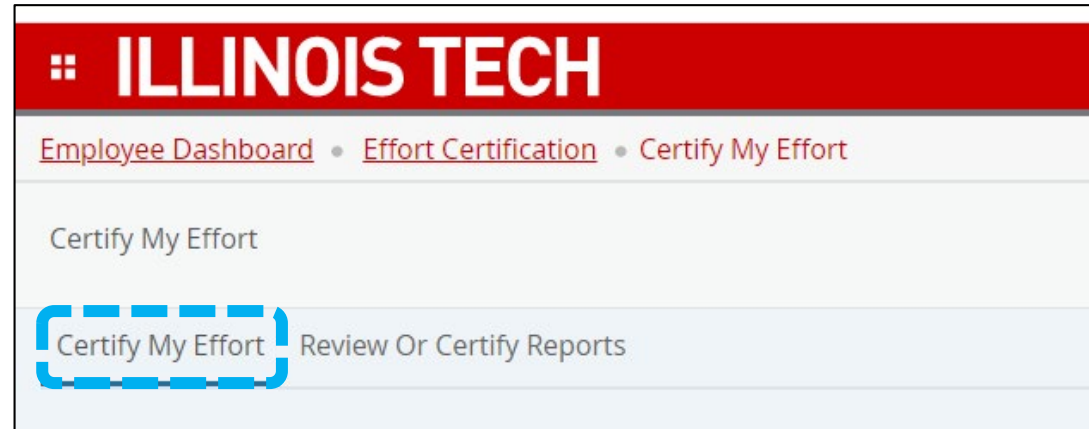 ILLINOIS TECH
Employee Dashboard • Effort Certification • Certify My Effort
Certify My Effort
Certify My Effort Review Or Certify Reports